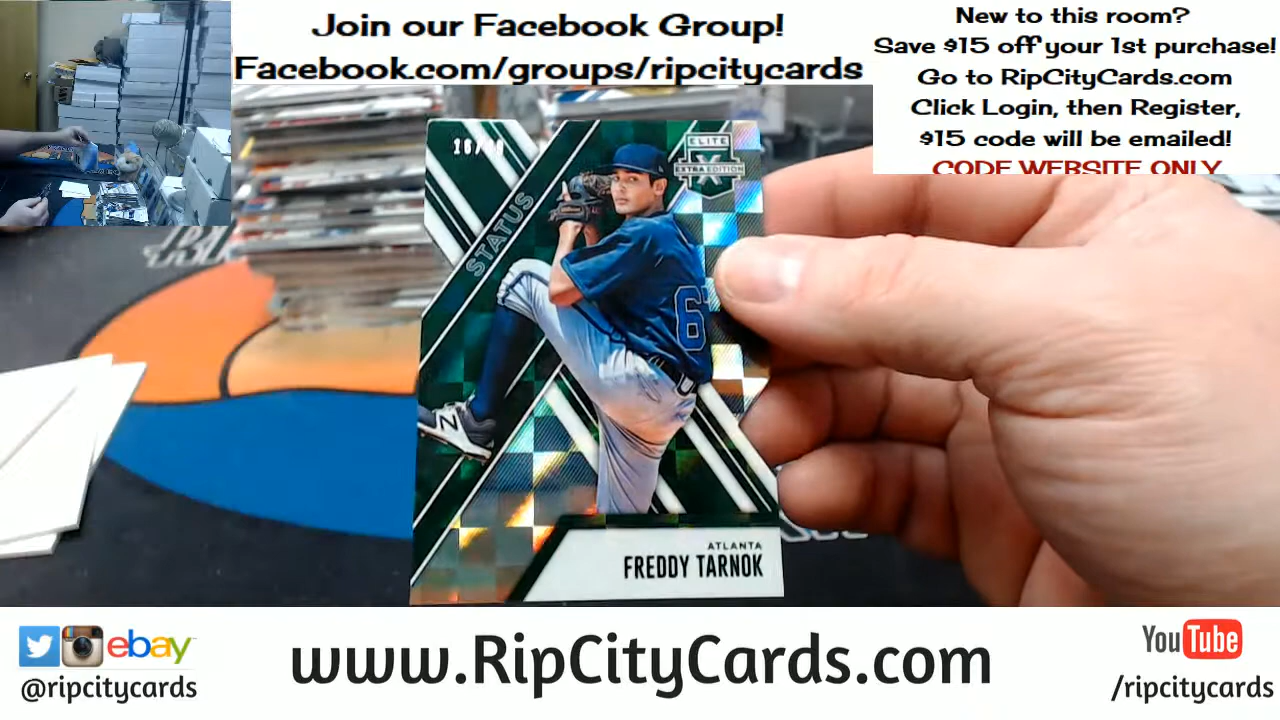 Join our Facebook Group!
Facebook.com/groups/ripcitycards
New to this room?
Save $15 off your 1st purchase!
Go to RipCityCards.com
Click Login, then Register,
$15 code will be emailed!
CODE WEBSITE ONLY
ELITE
EXTRA EDITION
X
STATUS
ATLANTA
FREDDY TARNOK
ebay
@ripcitycards
www.RipCityCards.com
YouTube
/ripcitycards